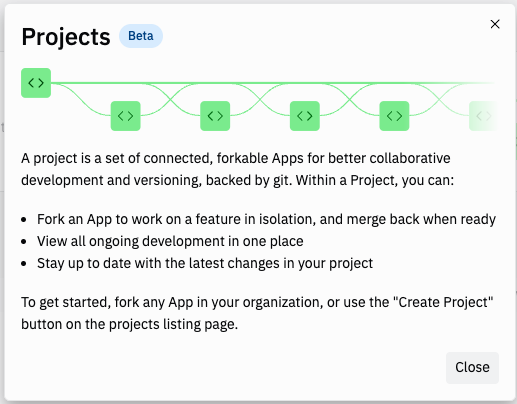 Projects Beta
A project is a set of connected, forkable Apps for better collaborative
development and versioning, backed by git. Within a Project, you can:
• Fork an App to work on a feature in isolation, and merge back when ready
• View all ongoing development in one place
• Stay up to date with the latest changes in your project
To get started, fork any App in your organization, or use the "Create Project"
button on the projects listing page.
Close